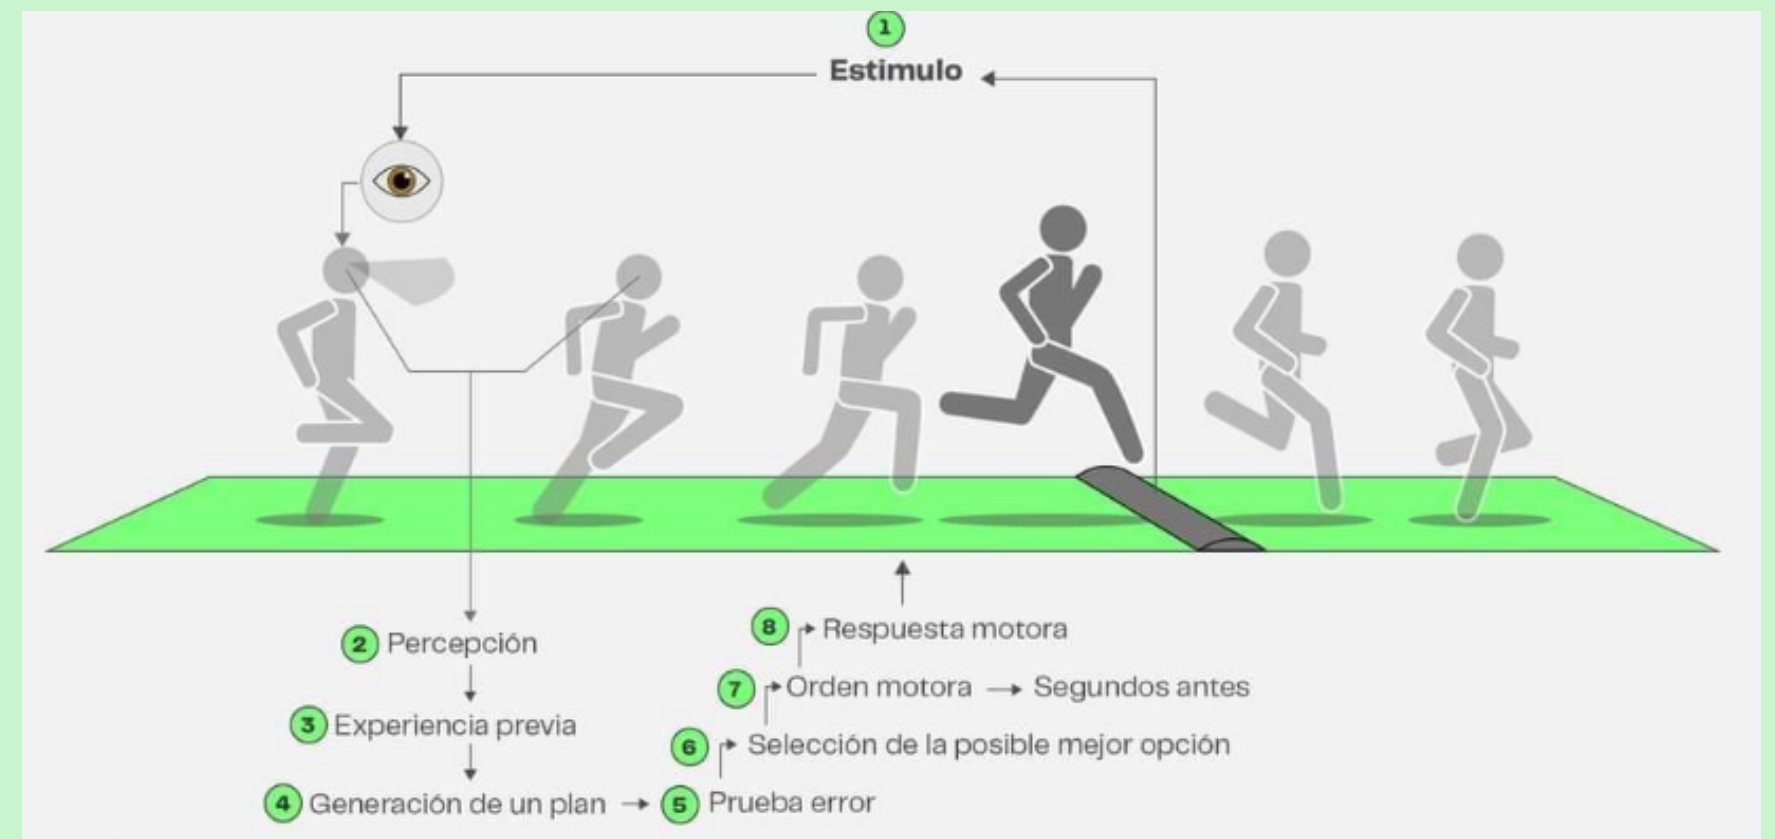 1
Estimulo
2 Percepción
3 Experiencia previa
4 Generación de un plan
5 Prueba error
6 Selección de la posible mejor opción
7 Orden motora → Segundos antes
8 Respuesta motora